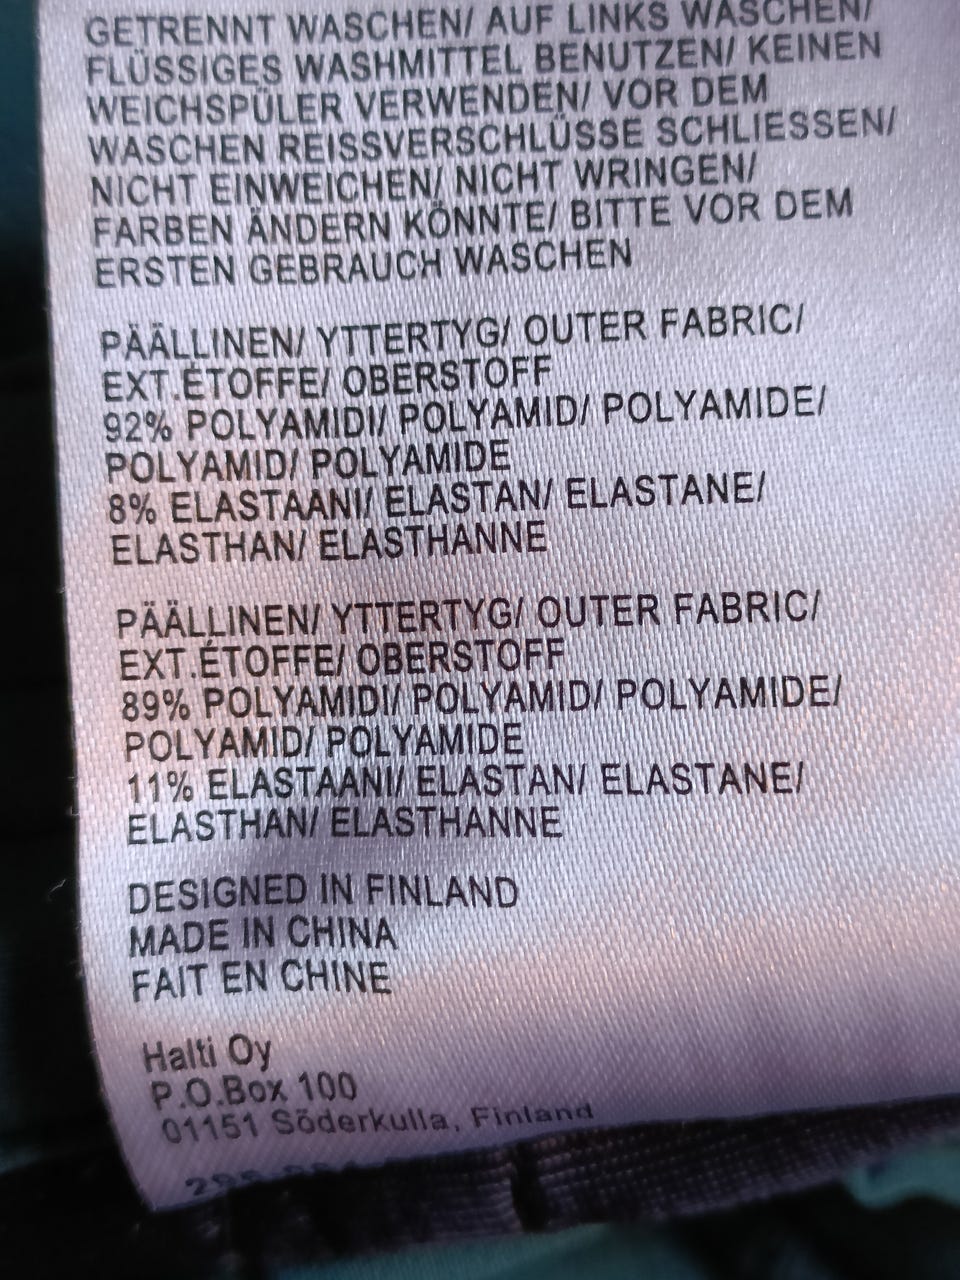 GETRENNT WASCHEN/ AUF LINKS WASCHEN/
FLÜSSIGES WASHMITTEL BENUTZEN/ KEINEN
WEICHSPÜLER VERWENDEN/ VOR DEM
WASCHEN REISSVERSCHLÜSSE SCHLIESSEN/
NICHT EINWEICHEN/ NICHT WRINGEN/
FARBEN ÄNDERN KÖNNTE/ BITTE VOR DEM
ERSTEN GEBRAUCH WASCHEN
PÄÄLLINEN/ YTTERTYG/ OUTER FABRIC/
EXT.ÉTOFFE/ OBERSTOFF
92% POLYAMIDI/ POLYAMID/ POLYAMIDE/
POLYAMID/ POLYAMIDE
8% ELASTAANI/ ELASTAN/ ELASTANE/
ELASTHAN/ ELASTHANNE
PÄÄLLINEN/ YTTERTYG/ OUTER FABRIC/
EXT.ÉTOFFE/ OBERSTOFF
89% POLYAMIDI/ POLYAMID/ POLYAMIDE/
POLYAMID/ POLYAMIDE
11% ELASTAANI/ ELASTAN/ ELASTANE/
ELASTHAN/ ELASTHANNE
DESIGNED IN FINLAND
MADE IN CHINA
FAIT EN CHINE
Halti Oy
P.O.Box 100
01151 Söderkulla, Finland